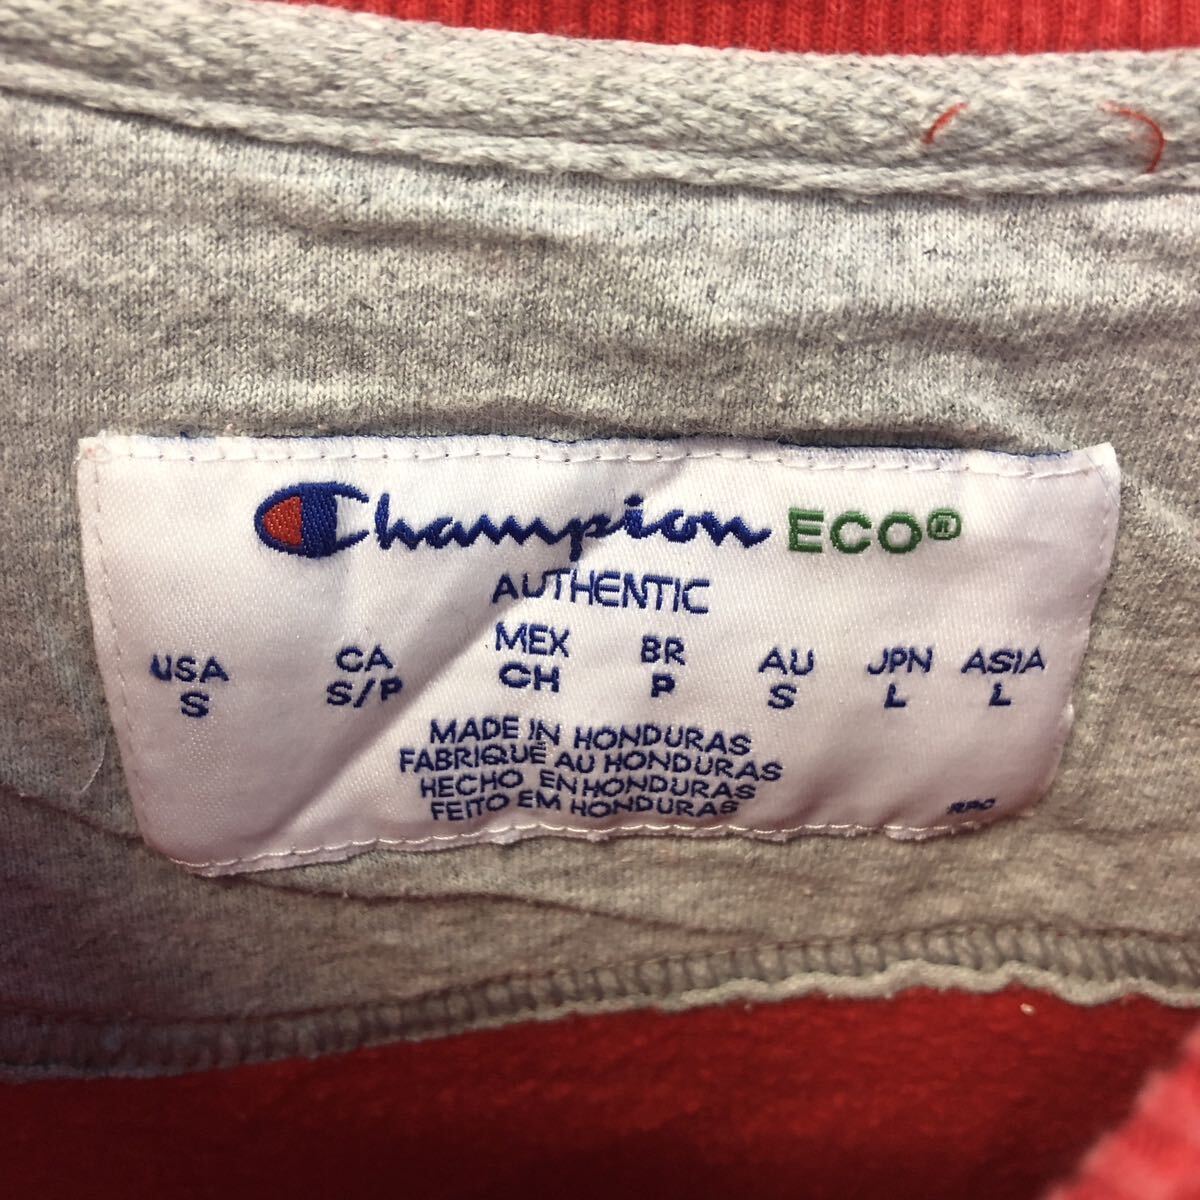 Champion ECO®
AUTHENTIC
USA CA MEX BR AU JPN ASIA
S S/P CH P S L L
MADE IN HONDURAS
FABRIQUÉ AU HONDURAS
HECHO EN HONDURAS
FEITO EM HONDURAS
RPC